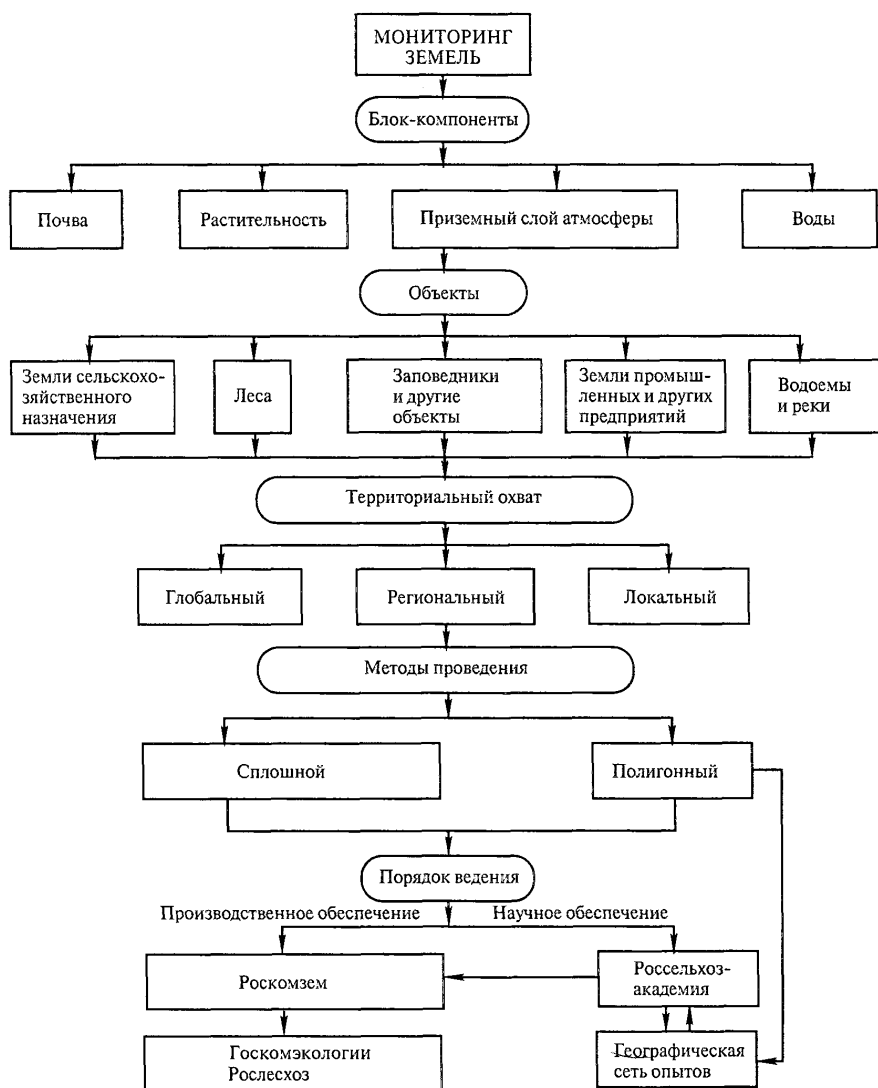 МОНИТОРИНГ
ЗЕМЕЛЬ
Блок-компоненты
Почва
Растительность
Приземный слой атмосферы
Воды
Объекты
Земли сельскохо-
зяйственного
назначения
Леса
Заповедники
и другие
объекты
Земли промыш-
ленных и других
предприятий
Водоемы
и реки
Территориальный охват
Глобальный
Региональный
Локальный
Методы проведения
Сплошной
Полигонный
Порядок ведения
Производственное обеспечение
Научное обеспечение
Роскомзем
Россельхоз-
академия
Госкомэкологии
Рослесхоз
Географическая
сеть опытов